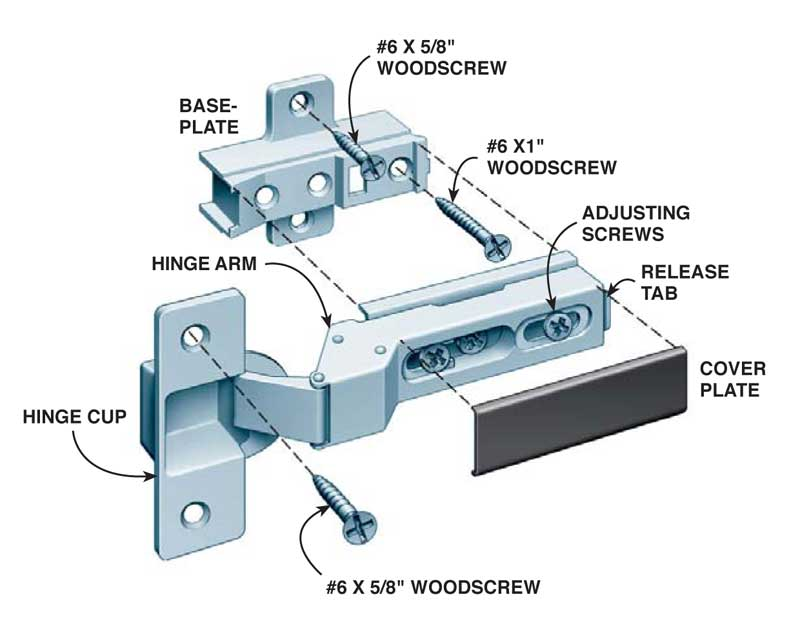 #6 X 5/8"
WOODSCREW
BASE-
PLATE
#6 X1"
WOODSCREW
ADJUSTING
SCREWS
HINGE ARM
RELEASE
TAB
COVER
PLATE
HINGE CUP
#6 X 5/8" WOODSCREW